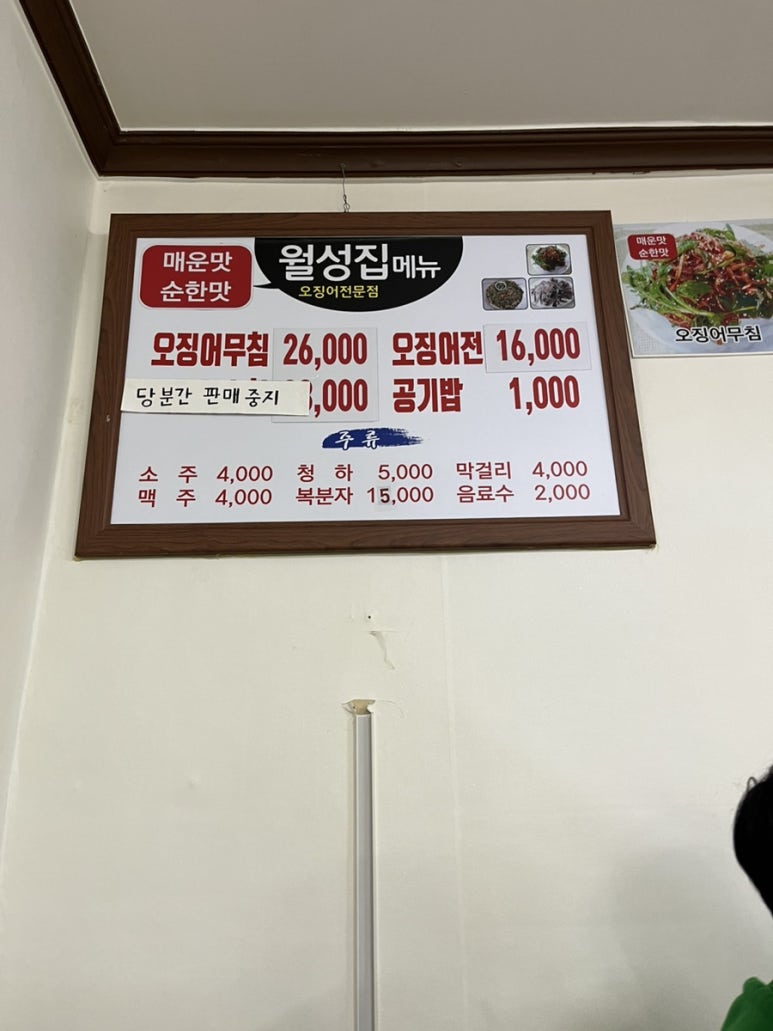 매운맛
순한맛
월성집메뉴
오징어전문점
오징어무침 26,000 오징어전 16,000
당분간 판매중지 ,000 공기밥 1,000
주류
소 주 4,000 청 하 5,000 막걸리 4,000
맥 주 4,000 복분자 15,000 음료수 2,000
매운맛
순한맛
오징어무침